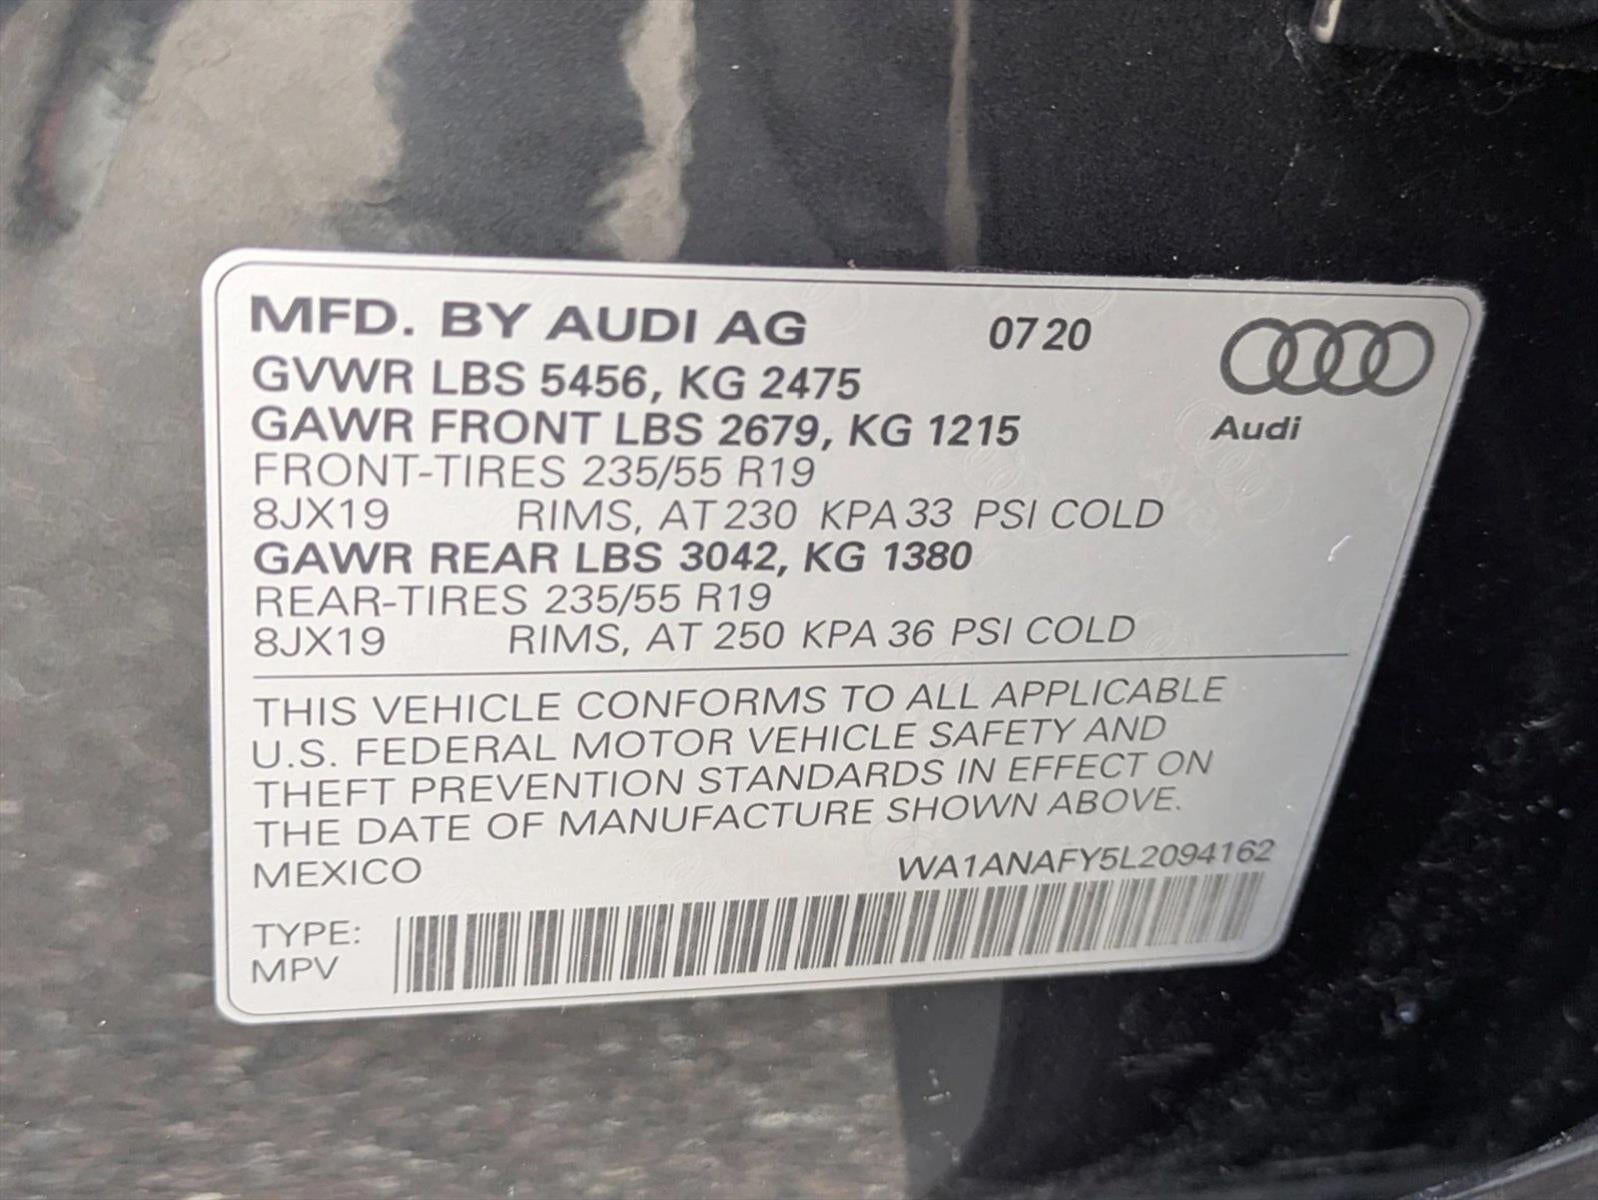 MFD. BY AUDI AG 07 20
GVWR LBS 5456, KG 2475
Audi
GAWR FRONT LBS 2679, KG 1215
FRONT-TIRES 235/55 R19
8JX19 RIMS, AT 230 KPA 33 PSI COLD
GAWR REAR LBS 3042, KG 1380
REAR-TIRES 235/55 R19
8JX19 RIMS, AT 250 KPA 36 PSI COLD
THIS VEHICLE CONFORMS TO ALL APPLICABLE
U.S. FEDERAL MOTOR VEHICLE SAFETY AND
THEFT PREVENTION STANDARDS IN EFFECT ON
THE DATE OF MANUFACTURE SHOWN ABOVE.
MEXICO WA1ANAFY5L2094162
TYPE:
MPV